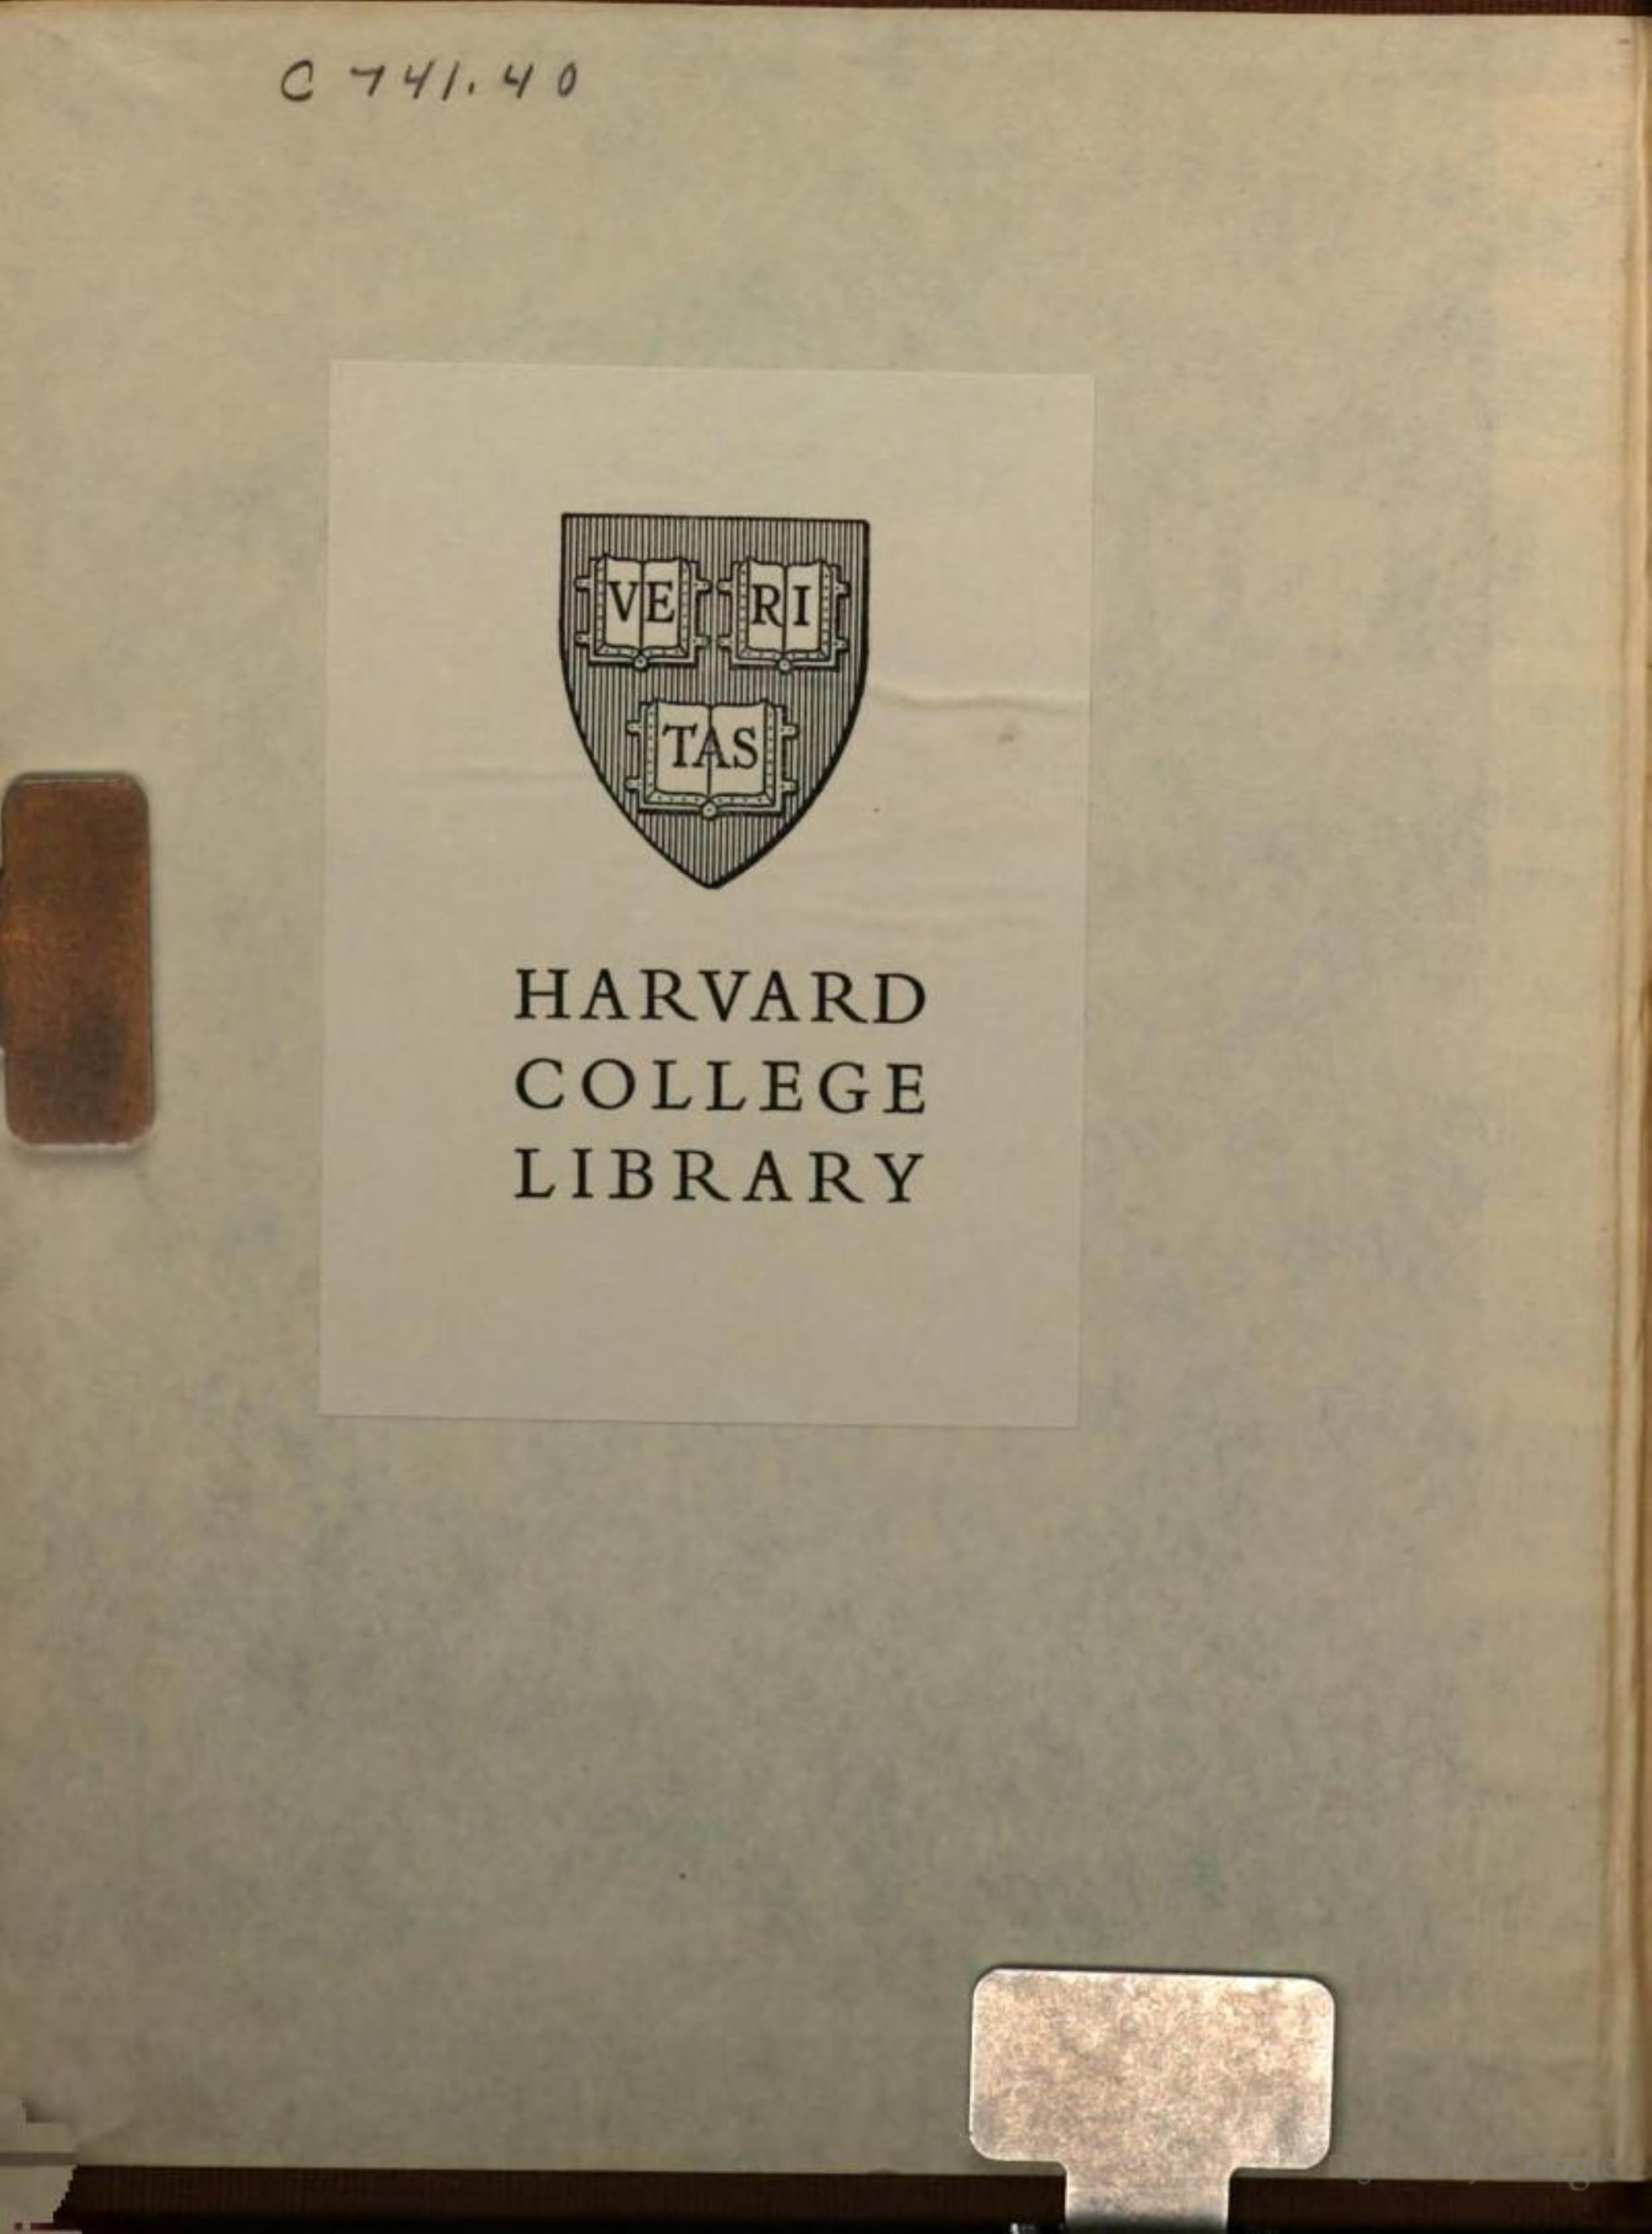 C 741.40
VE RI
TAS
HARVARD
COLLEGE
LIBRARY